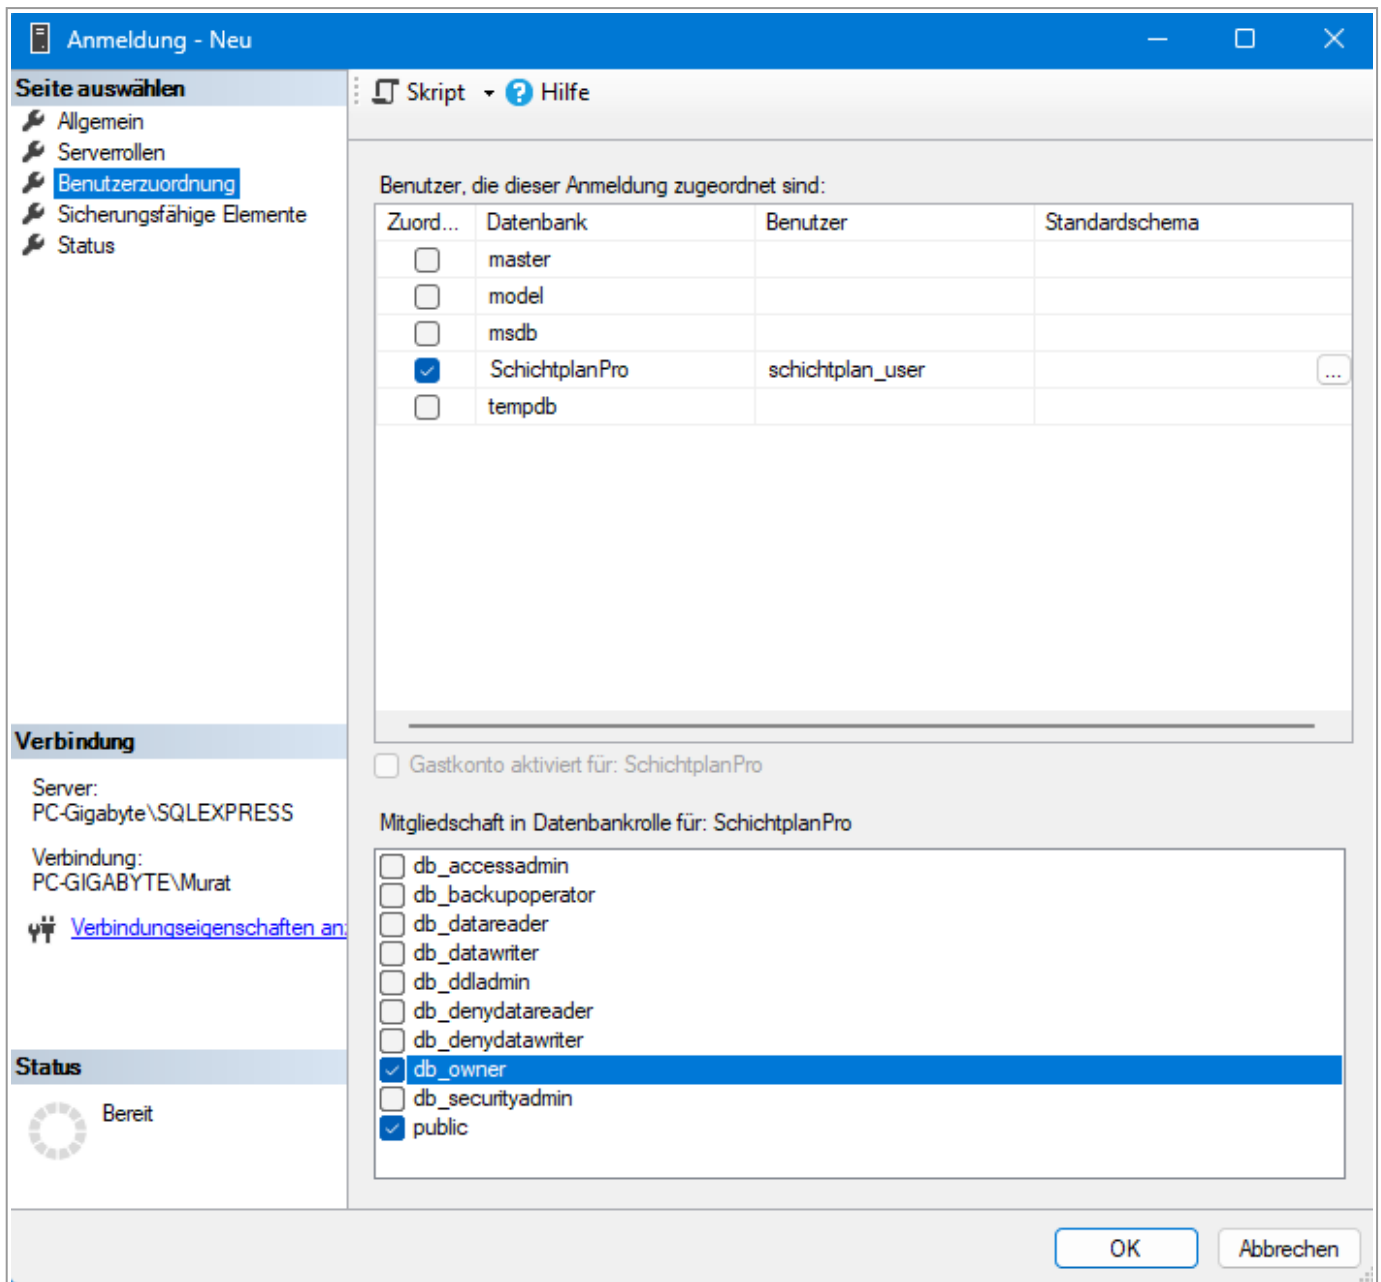 Anmeldung - Neu
Seite auswählen
Allgemein
Serverrollen
Benutzerzuordnung
Sicherungsfähige Elemente
Status
Skript Hilfe
Benutzer, die dieser Anmeldung zugeordnet sind:
Zuord... Datenbank Benutzer Standardschema
master
model
msdb
SchichtplanPro schichtplan_user ...
tempdb
Gastkonto aktiviert für: SchichtplanPro
Mitgliedschaft in Datenbankrolle für: SchichtplanPro
db_accessadmin
db_backupoperator
db_datareader
db_datawriter
db_ddladmin
db_denydatareader
db_denydatawriter
db_owner
db_securityadmin
public
Verbindung
Server:
PC-Gigabyte\SQLEXPRESS
Verbindung:
PC-GIGABYTE\Murat
Verbindungseigenschaften an
Status
Bereit
OK Abbrechen